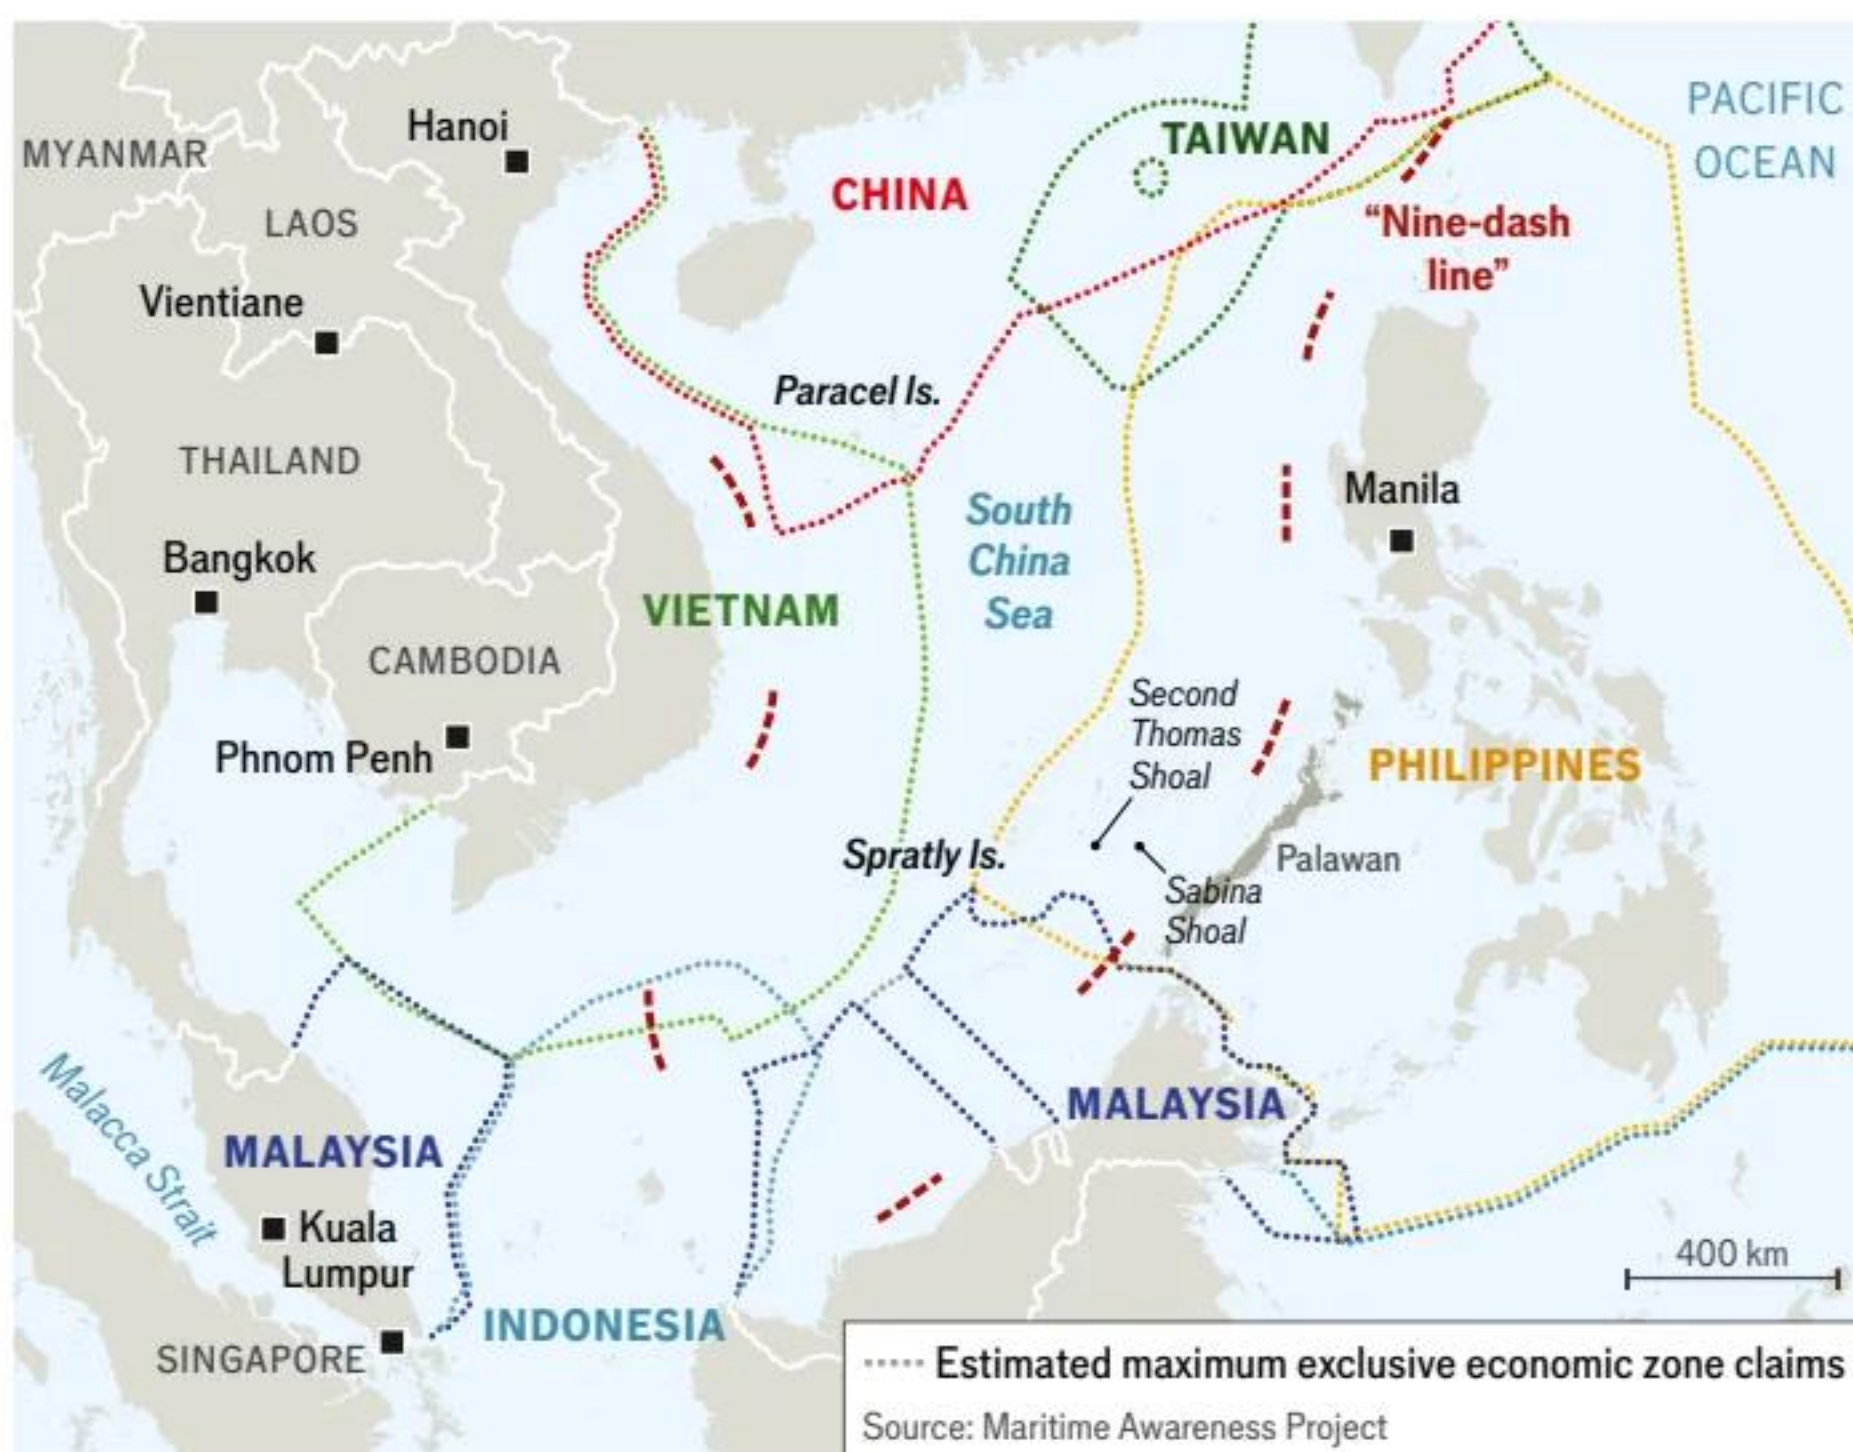 PACIFIC
OCEAN
Hanoi
TAIWAN
MYANMAR
CHINA
LAOS
“Nine-dash
line”
Vientiane
Paracel Is.
THAILAND
Manila
South
China
Sea
Bangkok
VIETNAM
CAMBODIA
Second
Thomas
Shoal
Phnom Penh
PHILIPPINES
Spratly Is.
Palawan
Sabina
Shoal
Malacca Strait
MALAYSIA
MALAYSIA
Kuala
Lumpur
400 km
INDONESIA
SINGAPORE
Estimated maximum exclusive economic zone claims
Source: Maritime Awareness Project